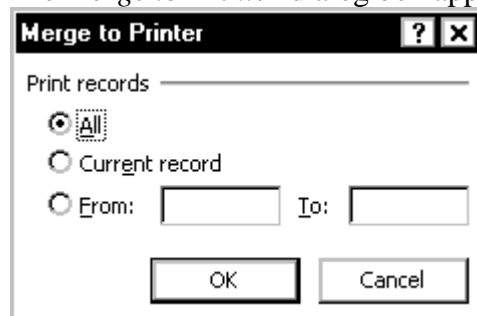 Merge to Printer ? X
Print records
All
Current record
From: To:
OK Cancel